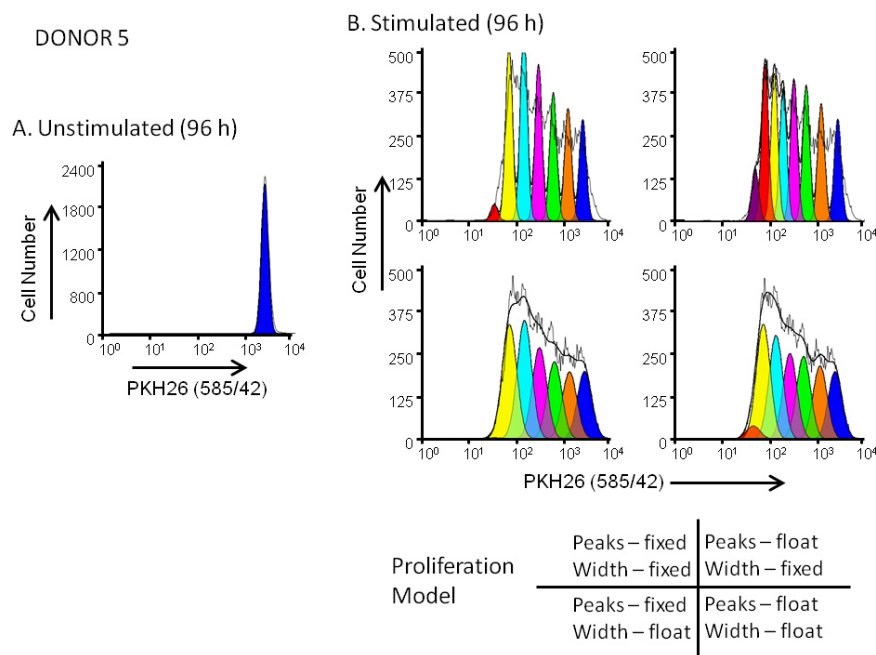 DONOR 5
A. Unstimulated (96 h)
2400
1800
1200
800
0
10⁰ 10¹ 10² 10³ 10⁴
Cell Number
PKH26 (585/42)
B. Stimulated (96 h)
500
375
250
125
0
10⁰ 10¹ 10² 10³ 10⁴
500
375
250
125
0
10⁰ 10¹ 10² 10³ 10⁴
500
375
250
125
0
10⁰ 10¹ 10² 10³ 10⁴
500
375
250
125
0
10⁰ 10¹ 10² 10³ 10⁴
Cell Number
PKH26 (585/42)
Proliferation
Model
Peaks – fixed
Width – fixed
Peaks – float
Width – fixed
Peaks – fixed
Width – float
Peaks – float
Width – float